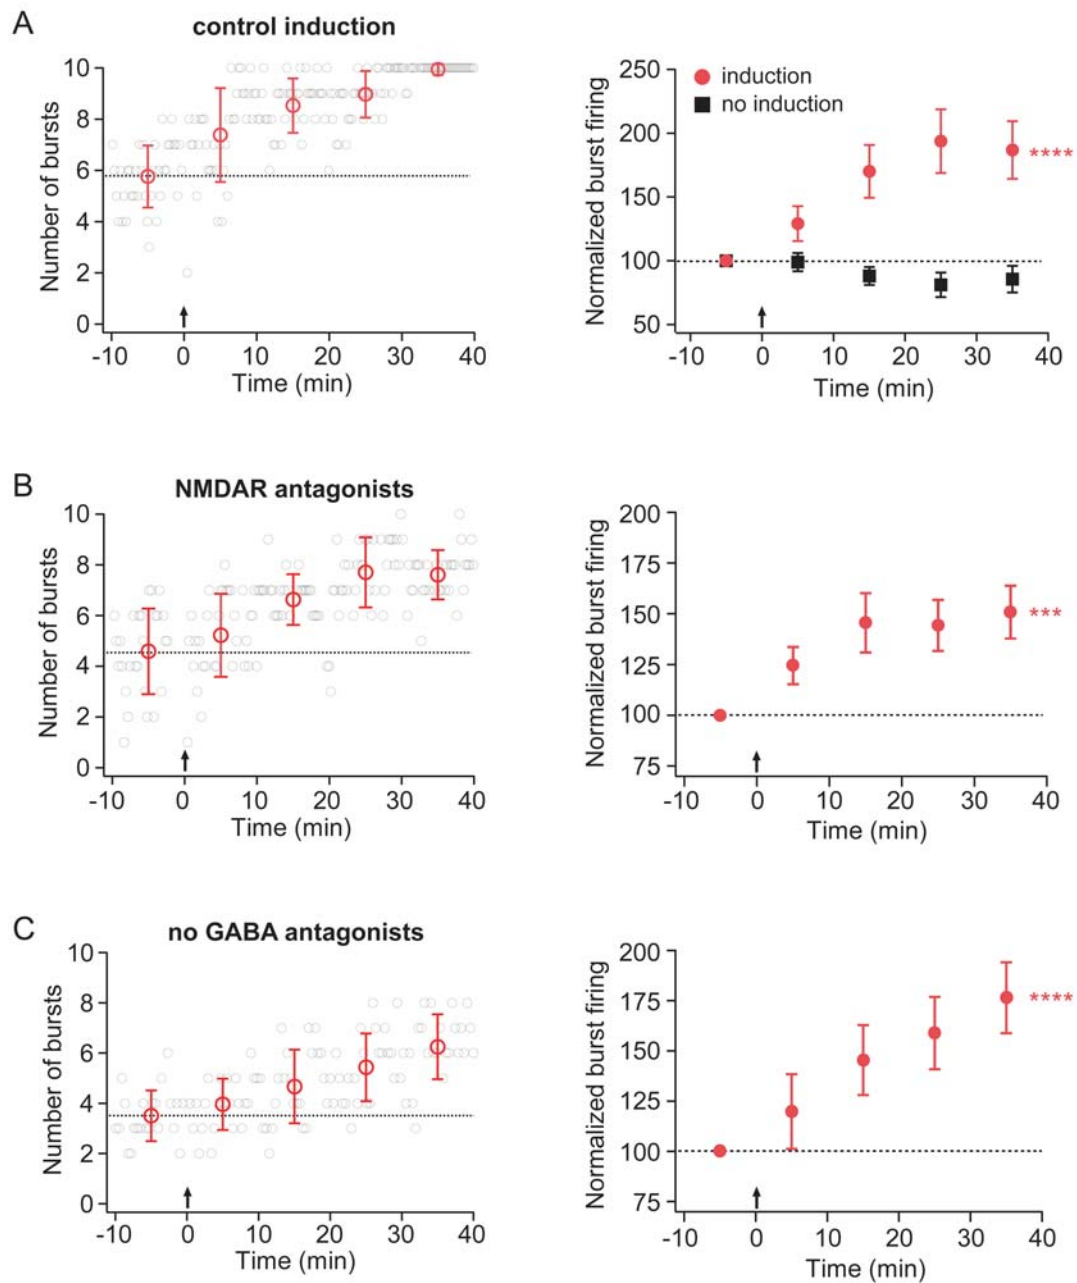 A
control induction
Number of bursts
10
8
6
4
2
0
-10 0 10 20 30 40
Time (min)
Normalized burst firing
250
200
150
100
50
induction
no induction
****
-10 0 10 20 30 40
Time (min)
B
NMDAR antagonists
Number of bursts
10
8
6
4
2
0
-10 0 10 20 30 40
Time (min)
Normalized burst firing
200
175
150
125
100
75
***
-10 0 10 20 30 40
Time (min)
C
no GABA antagonists
Number of bursts
10
8
6
4
2
0
-10 0 10 20 30 40
Time (min)
Normalized burst firing
200
175
150
125
100
75
****
-10 0 10 20 30 40
Time (min)